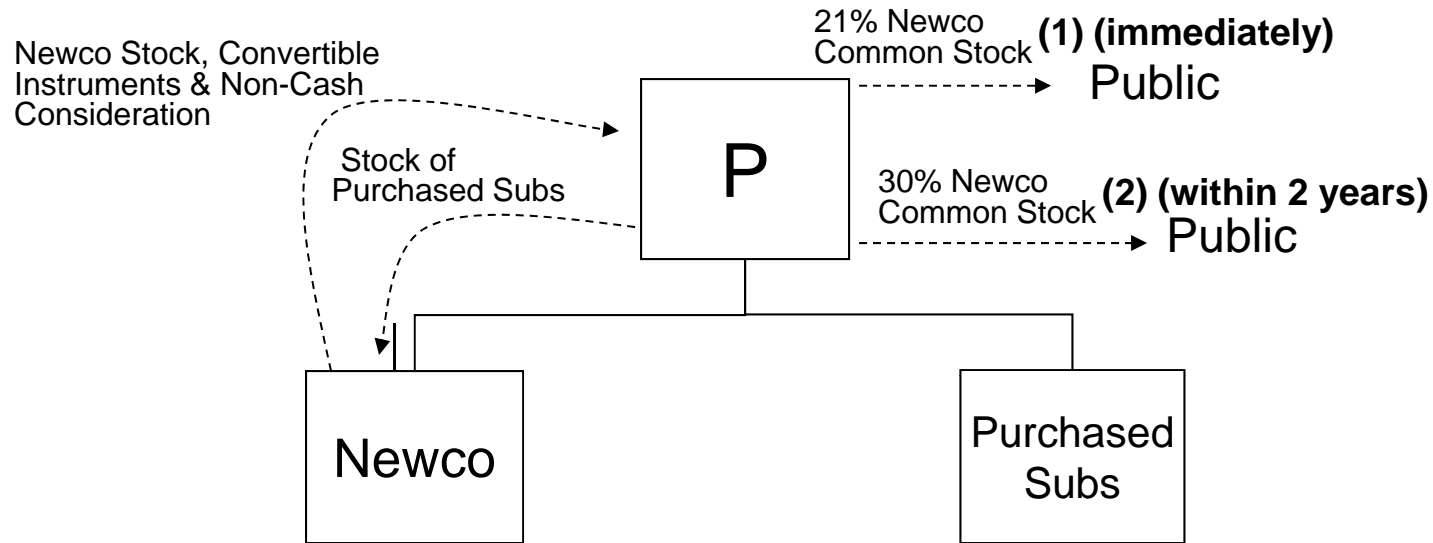 Newco Stock, Convertible
Instruments & Non-Cash
Consideration
Stock of
Purchased Subs
P
21% Newco
Common Stock
(1) (immediately)
Public
30% Newco
Common Stock
(2) (within 2 years)
Public
Newco
Purchased
Subs